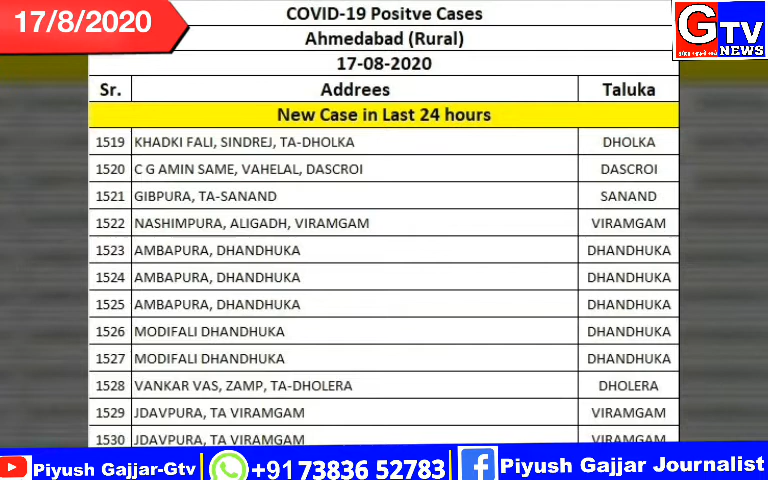 17/8/2020
COVID-19 Positve Cases
GTV
NEWS
Ahmedabad (Rural)
17-08-2020
Sr. Addrees Taluka
New Case in Last 24 hours
1519 KHADKI FALI, SINDREJ, TA-DHOLKA DHOLKA
1520 C G AMIN SAME, VAHELAL, DASCROI DASCROI
1521 GIBPURA, TA-SANAND SANAND
1522 NASHIMPURA, ALIGADH, VIRAMGAM VIRAMGAM
1523 AMBAPURA, DHANDHUKA DHANDHUKA
1524 AMBAPURA, DHANDHUKA DHANDHUKA
1525 AMBAPURA, DHANDHUKA DHANDHUKA
1526 MODIFALI DHANDHUKA DHANDHUKA
1527 MODIFALI DHANDHUKA DHANDHUKA
1528 VANKAR VAS, ZAMP, TA-DHOLERA DHOLERA
1529 JDAVPURA, TA VIRAMGAM VIRAMGAM
1530 JDAVPURA, TA VIRAMGAM VIRAMGAM
Piyush Gajjar-Gtv +91 73836 52783 Piyush Gajjar Journalist